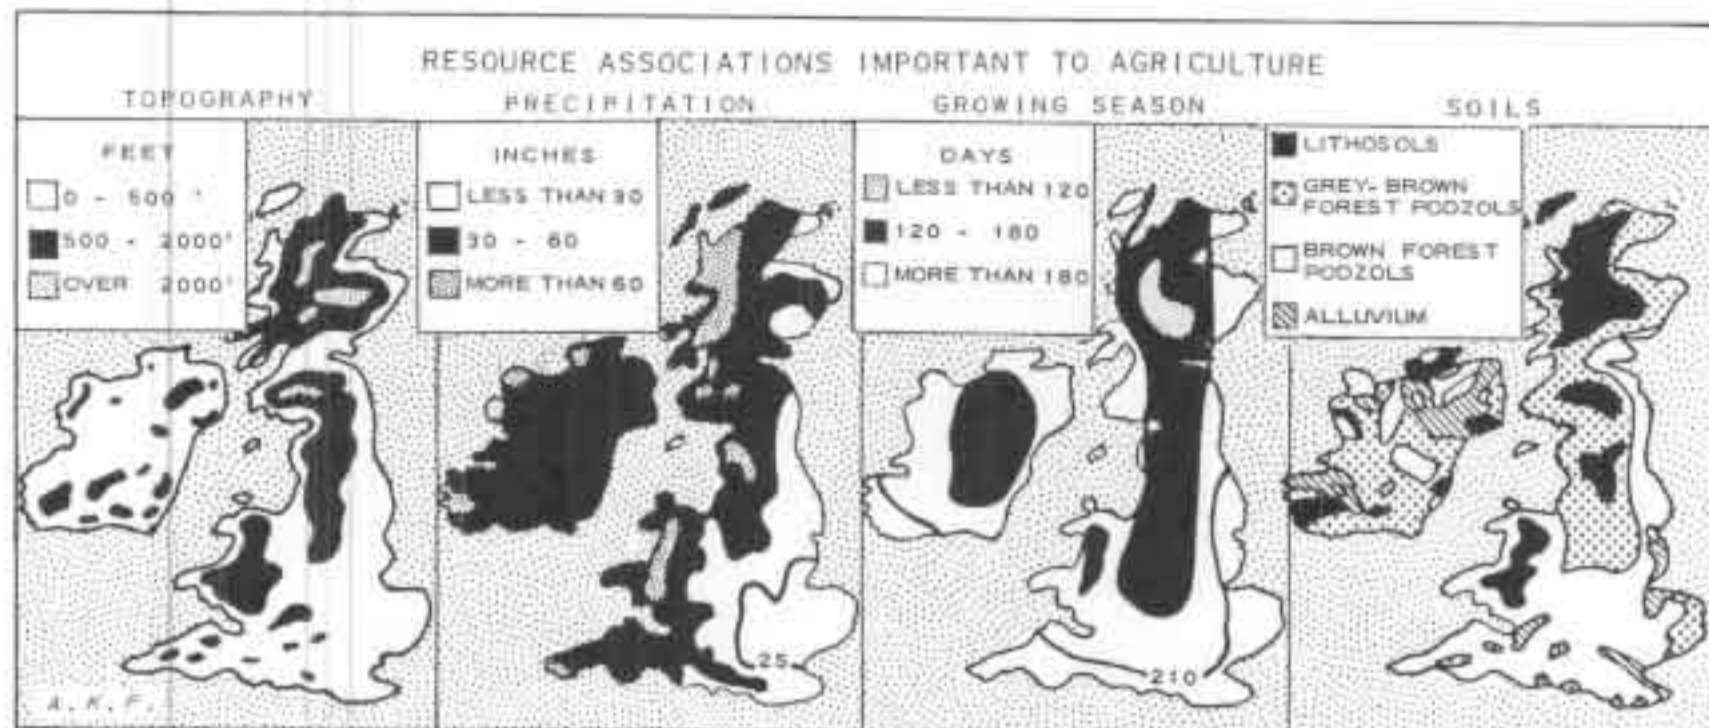 RESOURCE ASSOCIATIONS IMPORTANT TO AGRICULTURE
TOPOGRAPHY
FEET
0 - 500'
500 - 2000'
OVER 2000'
A.K.F.
PRECIPITATION
INCHES
LESS THAN 30
30 - 60
MORE THAN 60
25
GROWING SEASON
DAYS
LESS THAN 120
120 - 180
MORE THAN 180
210
SOILS
LITHOSOLS
GREY-BROWN
FOREST PODZOLS
BROWN FOREST
PODZOLS
ALLUVIUM